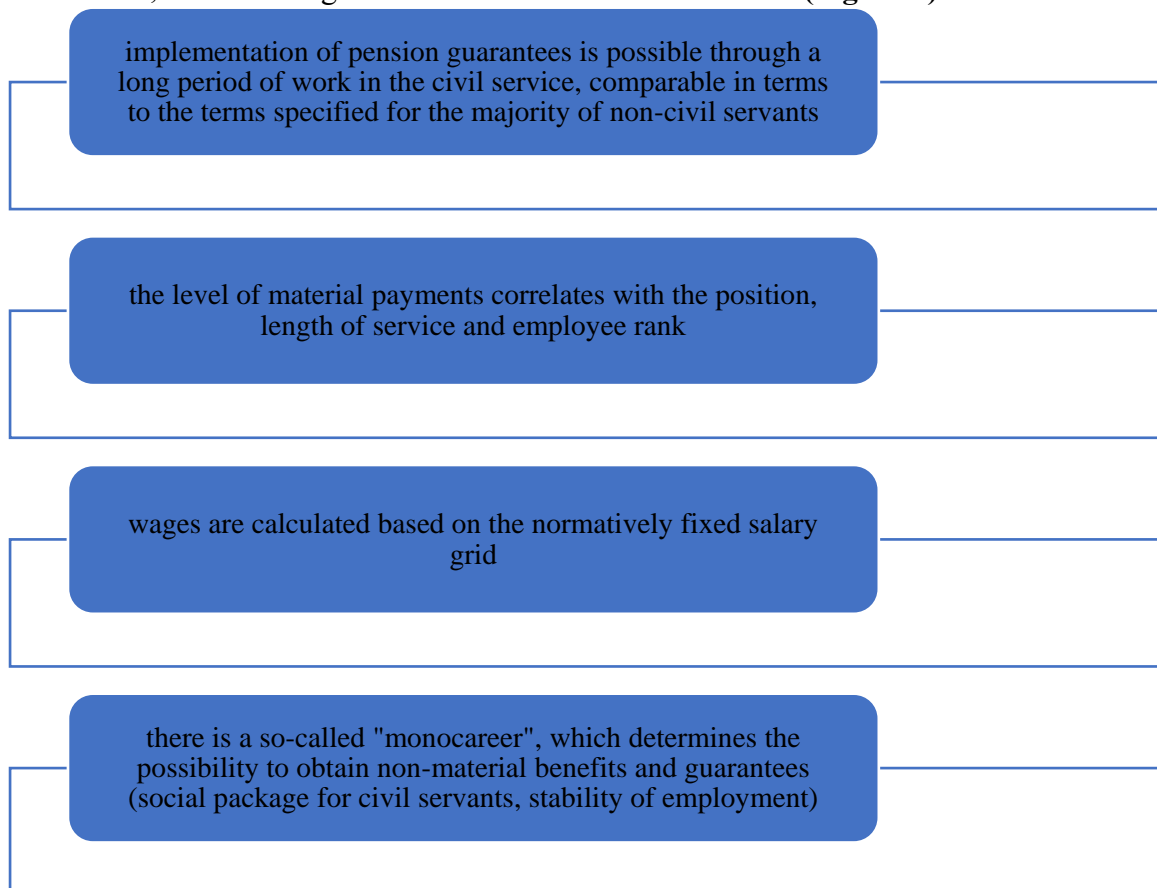 implementation of pension guarantees is possible through a
long period of work in the civil service, comparable in terms
to the terms specified for the majority of non-civil servants
the level of material payments correlates with the position,
length of service and employee rank
wages are calculated based on the normatively fixed salary
grid
there is a so-called "monocareer", which determines the
possibility to obtain non-material benefits and guarantees
(social package for civil servants, stability of employment)